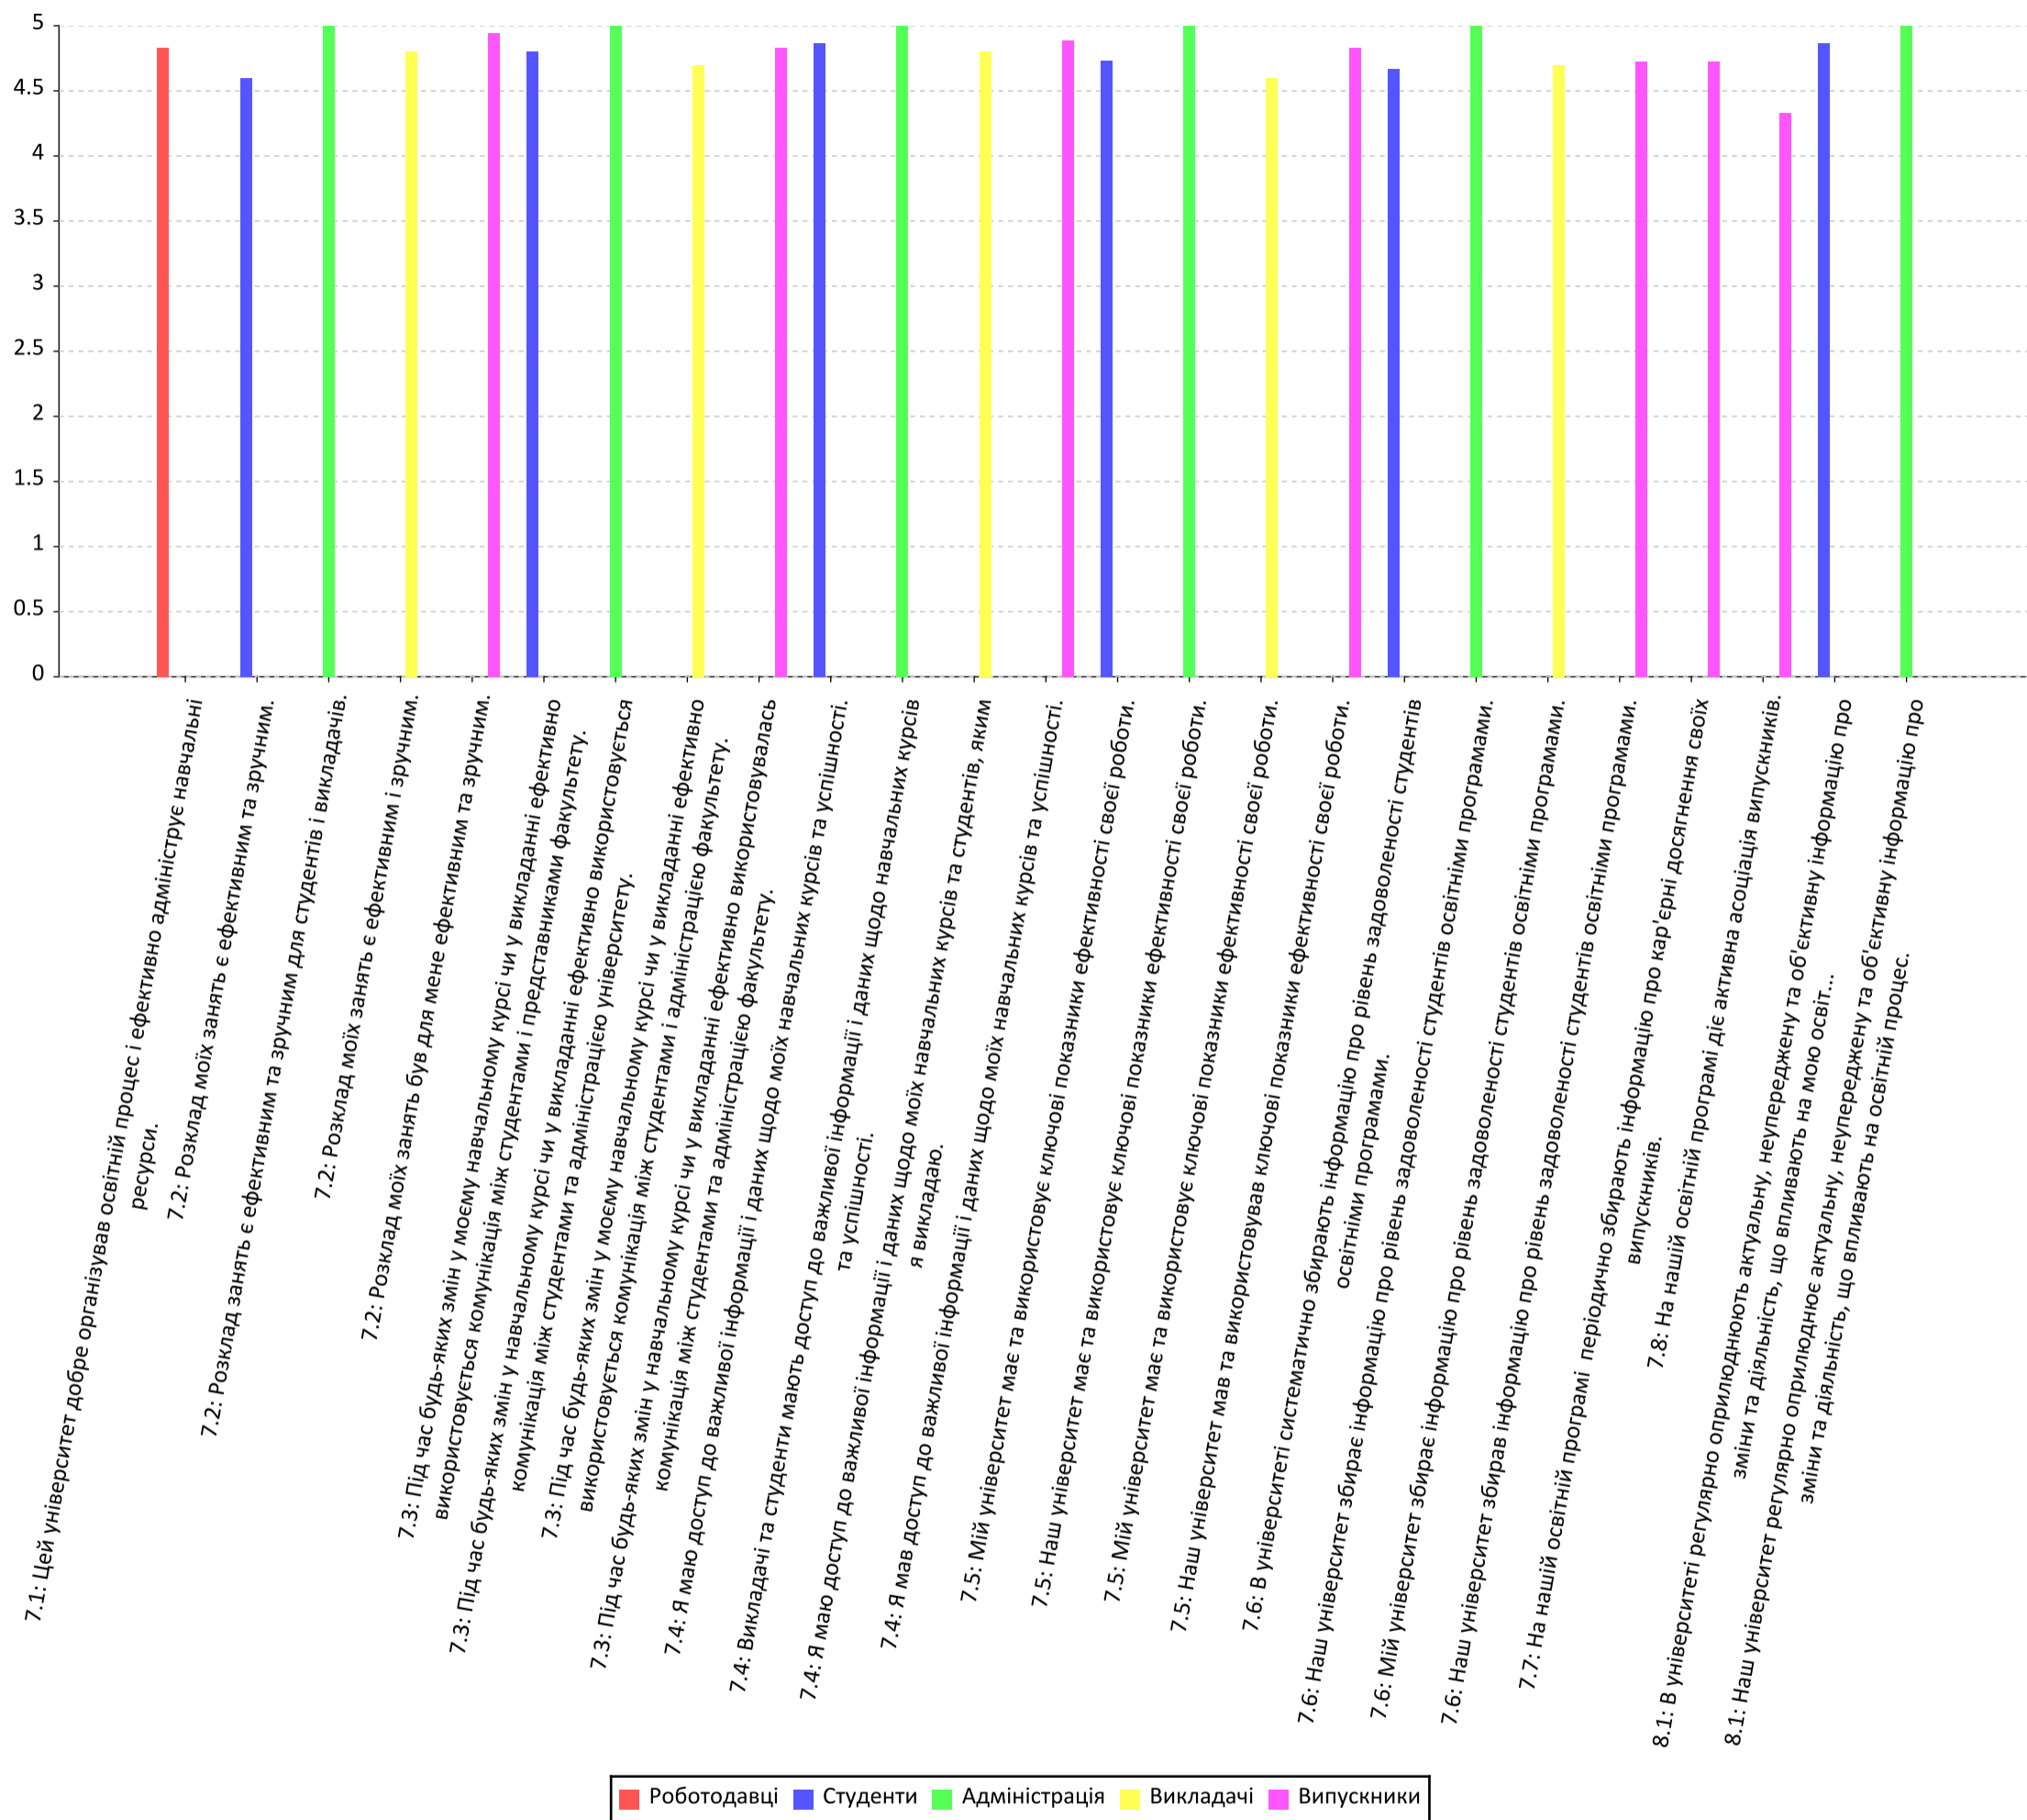 5
4.5
4
3.5
3
2.5
2
1.5
1
0.5
0
7.1: Цей університет добре організував освітній процес і ефективно адмініструє навчальні
ресурси.
7.2: Розклад моїх занять є ефективним та зручним.
7.2: Розклад занять є ефективним та зручним для студентів і викладачів.
7.2: Розклад моїх занять є ефективним і зручним.
7.2: Розклад моїх занять був для мене ефективним та зручним.
7.3: Під час будь-яких змін у моєму навчальному курсі чи у викладанні ефективно
використовується комунікація між студентами і представниками факультету.
7.3: Під час будь-яких змін у навчальному курсі чи у викладанні ефективно використовується
комунікація між студентами та адміністрацією університету.
7.3: Під час будь-яких змін у моєму навчальному курсі чи у викладанні ефективно
використовується комунікація між студентами і адміністрацією факультету.
7.3: Під час будь-яких змін у навчальному курсі чи у викладанні ефективно використовувалась
комунікація між студентами та адміністрацією факультету.
7.4: Я маю доступ до важливої інформації і даних щодо моїх навчальних курсів та успішності.
7.4: Викладачі та студенти мають доступ до важливої інформації і даних щодо навчальних курсів
та успішності.
7.4: Я маю доступ до важливої інформації і даних щодо моїх навчальних курсів та студентів, яким
я викладаю.
7.4: Я мав доступ до важливої інформації і даних щодо моїх навчальних курсів та успішності.
7.5: Мій університет має та використовує ключові показники ефективності своєї роботи.
7.5: Наш університет має та використовує ключові показники ефективності своєї роботи.
7.5: Мій університет має та використовує ключові показники ефективності своєї роботи.
7.5: Наш університет мав та використовував ключові показники ефективності своєї роботи.
7.6: В університеті систематично збирають інформацію про рівень задоволеності студентів
освітніми програмами.
7.6: Наш університет збирає інформацію про рівень задоволеності студентів освітніми програмами.
7.6: Мій університет збирає інформацію про рівень задоволеності студентів освітніми програмами.
7.6: Наш університет збирав інформацію про рівень задоволеності студентів освітніми програмами.
7.7: На нашій освітній програмі періодично збирають інформацію про кар'єрні досягнення своїх
випускників.
7.8: На нашій освітній програмі діє активна асоціація випускників.
8.1: В університеті регулярно оприлюднюють актуальну, неупереджену та об'єктивну інформацію про
зміни та діяльність, що впливають на мою освіт...
8.1: Наш університет регулярно оприлюднює актуальну, неупереджену та об'єктивну інформацію про
зміни та діяльність, що впливають на освітній процес.
Роботодавці Студенти Адміністрація Викладачі Випускники